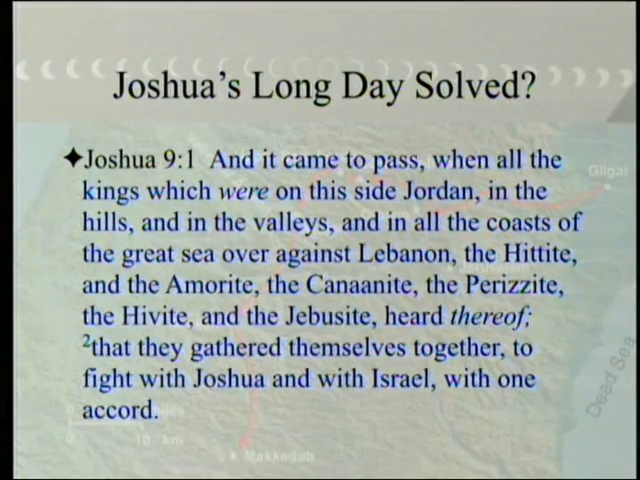 Joshua's Long Day Solved?
✦Joshua 9:1 And it came to pass, when all the
kings which were on this side Jordan, in the
hills, and in the valleys, and in all the coasts of
the great sea over against Lebanon, the Hittite,
and the Amorite, the Canaanite, the Perizzite,
the Hivite, and the Jebusite, heard thereof;
²that they gathered themselves together, to
fight with Joshua and with Israel, with one
accord.
Gilgal
Dead Sea
0
10 km
Makkedah